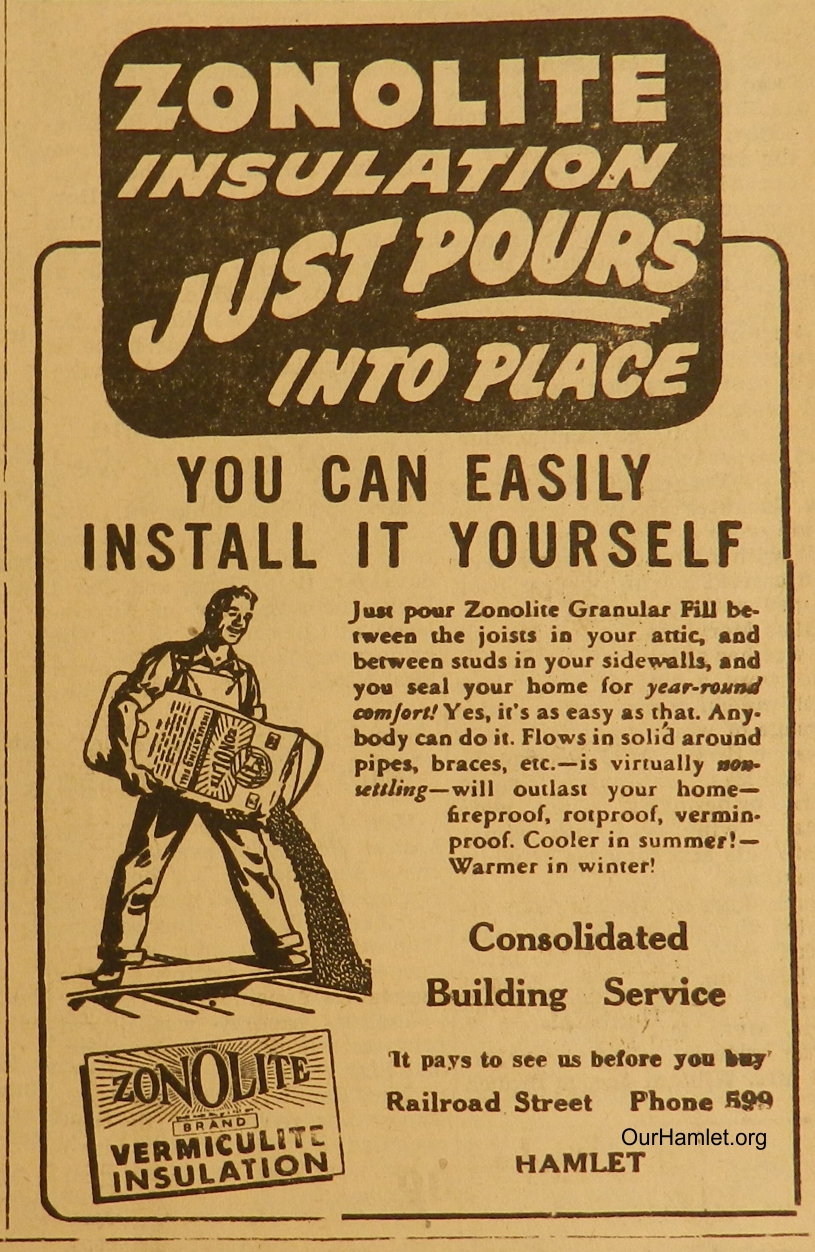 ZONOLITE
INSULATION
JUST POURS
INTO PLACE
YOU CAN EASILY
INSTALL IT YOURSELF
Just pour Zonolite Granular Fill be-
tween the joists in your attic, and
between studs in your sidewalls, and
you seal your home for year-round
comfort! Yes, it's as easy as that. Any-
body can do it. Flows in solid around
pipes, braces, etc.—is virtually non-
settling—will outlast your home—
fireproof, rotproof, vermin-
proof. Cooler in summer!—
Warmer in winter!
ZONOLITE
INSULATION
Consolidated
Building Service
'It pays to see us before you buy'
Railroad Street Phone 599
OurHamlet.org
HAMLET
ZONOLITE
BRAND
VERMICULITE
INSULATION